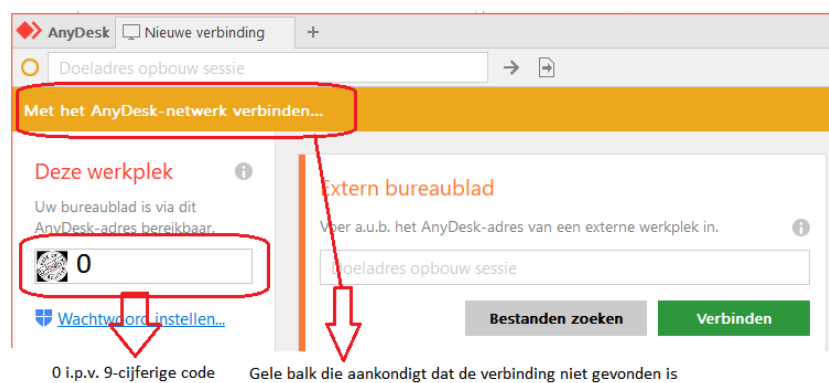 AnyDesk Nieuwe verbinding +
Doeladres opbouw sessie
Met het AnyDesk-netwerk verbinden...
Deze werkplek
Uw bureaublad is via dit
AnyDesk-adres bereikbaar.
0
Wachtwoord instellen...
Extern bureaublad
Voer a.u.b. het AnyDesk-adres van een externe werkplek in.
Doeladres opbouw sessie
Bestanden zoeken Verbinden
0 i.p.v. 9-cijferige code
Gele balk die aankondigt dat de verbinding niet gevonden is